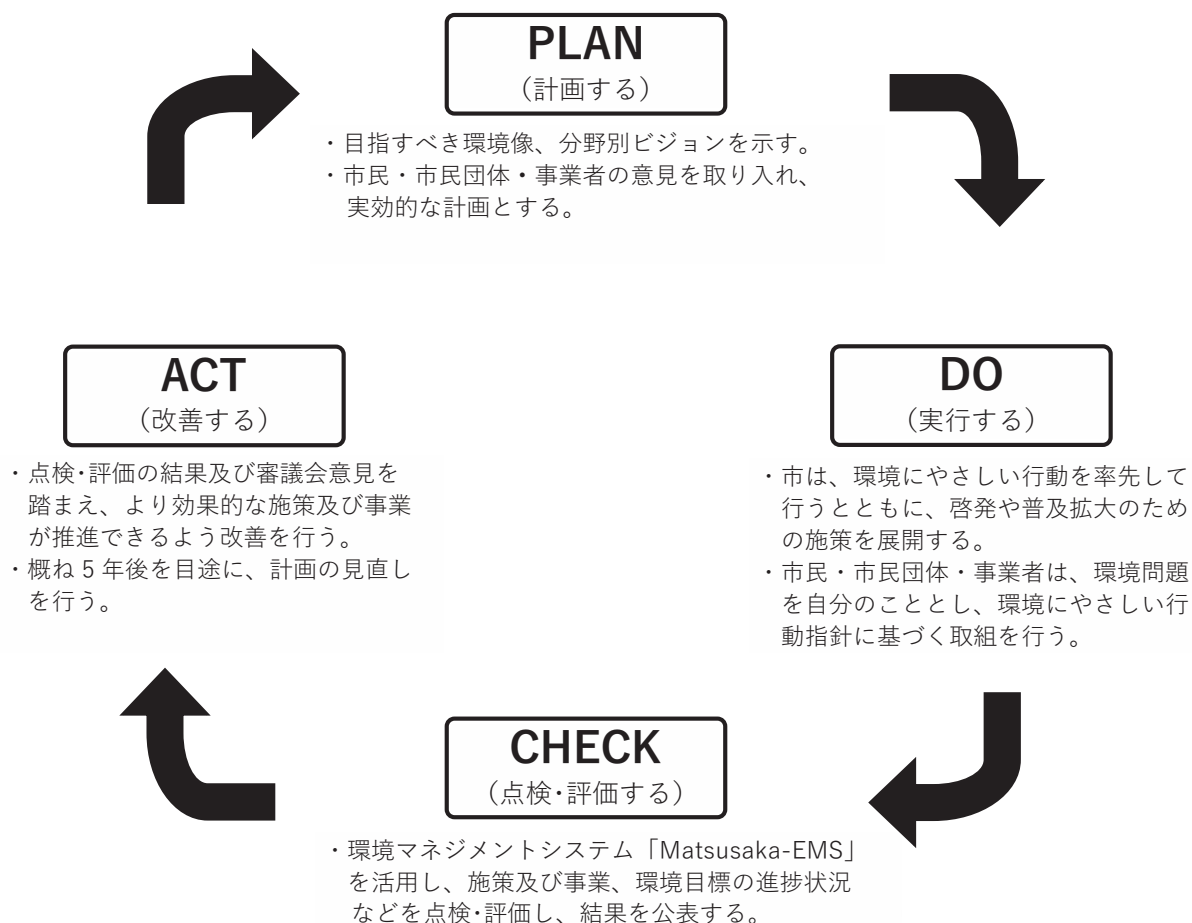 PLAN
（計画する）
・目指すべき環境像、分野別ビジョンを示す。
・市民・市民団体・事業者の意見を取り入れ、
実効的な計画とする。
ACT
（改善する）
・点検･評価の結果及び審議会意見を
踏まえ、より効果的な施策及び事業
が推進できるよう改善を行う。
・概ね 5 年後を目途に、計画の見直し
を行う。
DO
（実行する）
・市は、環境にやさしい行動を率先して
行うとともに、啓発や普及拡大のため
の施策を展開する。
・市民・市民団体・事業者は、環境問題
を自分のこととし、環境にやさしい行
動指針に基づく取組を行う。
CHECK
（点検･評価する）
・環境マネジメントシステム「Matsusaka-EMS」
を活用し、施策及び事業、環境目標の進捗状況
などを点検･評価し、結果を公表する。